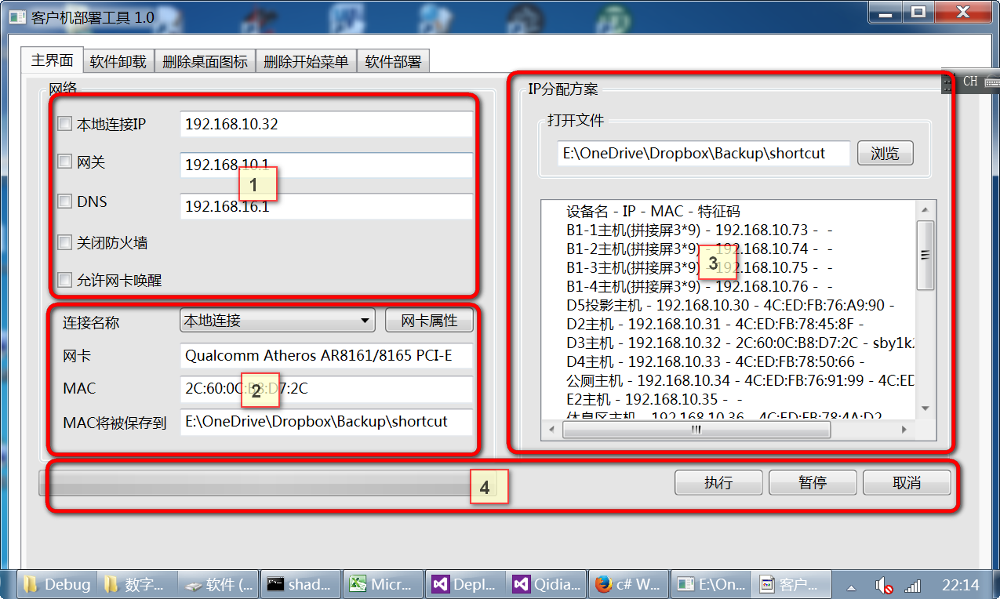 客户机部署工具 1.0
主界面 软件卸载 删除桌面图标 删除开始菜单 软件部署
CH
网络
本地连接IP 192.168.10.32
网关 192.168.10.1
1
DNS 192.168.16.1
关闭防火墙
允许网卡唤醒
连接名称 本地连接 网卡属性
网卡 Qualcomm Atheros AR8161/8165 PCI-E
MAC 2C:60:0C:B8:D7:2C
2
MAC将被保存到 E:\OneDrive\Dropbox\Backup\shortcut
IP分配方案
打开文件
E:\OneDrive\Dropbox\Backup\shortcut 浏览
设备名 - IP - MAC - 特征码
B1-1主机(拼接屏3*9) - 192.168.10.73 - -
B1-2主机(拼接屏3*9) - 192.168.10.74 - -
3
B1-3主机(拼接屏3*9) - 192.168.10.75 - -
B1-4主机(拼接屏3*9) - 192.168.10.76 - -
D5投影主机 - 192.168.10.30 - 4C:ED:FB:76:A9:90 -
D2主机 - 192.168.10.31 - 4C:ED:FB:78:45:8F -
D3主机 - 192.168.10.32 - 2C:60:0C:B8:D7:2C - sby1k
D4主机 - 192.168.10.33 - 4C:ED:FB:78:50:66 -
公厕主机 - 192.168.10.34 - 4C:ED:FB:76:91:99 - 4C:ED
E2主机 - 192.168.10.35 - -
休息区主机 - 192.168.10.36 - 4C:ED:FB:78:4A:D2
4
执行 暂停 取消
Debug 数字... 软件 (... shad... Micr... Depl... Qidia... c# W... E:\On... 客户... 22:14